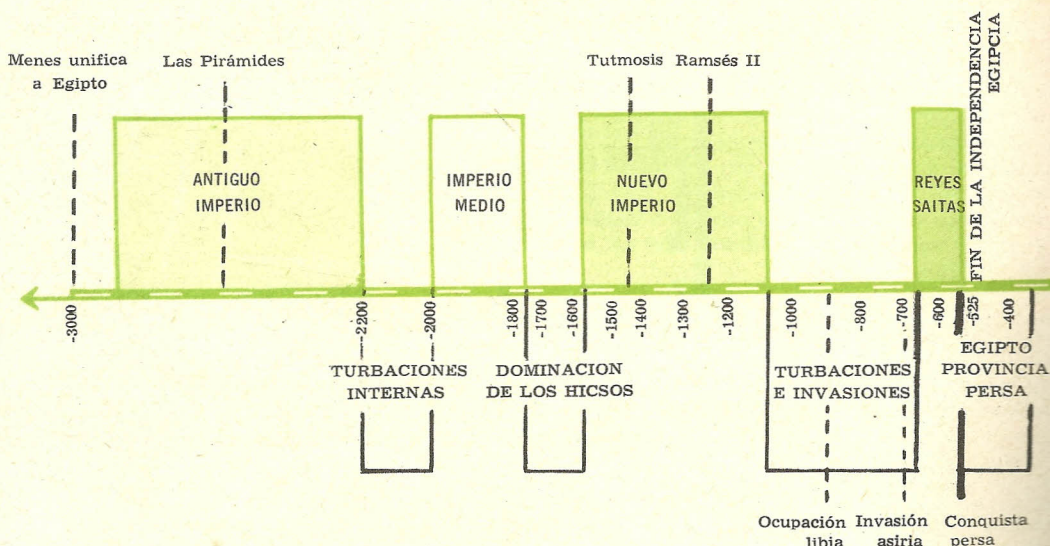 Menes unifica
a Egipto
Las Pirámides
Tutmosis
Ramsés II
FIN DE LA INDEPENDENCIA
EGIPCIA
ANTIGUO
IMPERIO
IMPERIO
MEDIO
NUEVO
IMPERIO
REYES
SAITAS
-3000
-2200
-2000
-1800
-1700
-1600
-1500
-1400
-1300
-1200
-1000
-800
-700
-600
-525
-400
TURBACIONES
INTERNAS
DOMINACION
DE LOS HICSOS
TURBACIONES
E INVASIONES
EGIPTO
PROVINCIA
PERSA
Ocupación
libia
Invasión
asiria
Conquista
persa